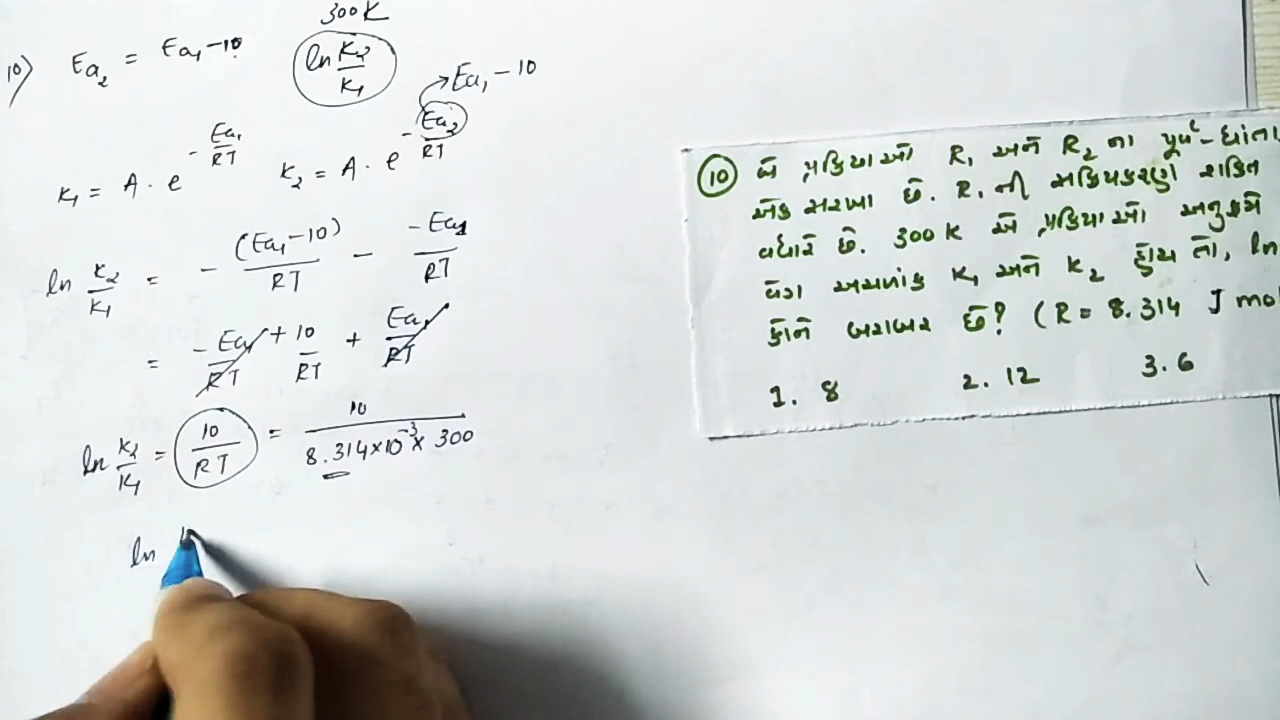 300K
10) Ea₂ = Ea₁ - 10 ln K₂/K₁
Ea₁ - 10
K₁ = A . e^(-Ea₁/RT) K₂ = A . e^(-Ea₂/RT)
ln K₂/K₁ = - (Ea₁ - 10)/RT - -Ea₁/RT
= -Ea₁/RT + 10/RT + Ea₁/RT
ln K₂/K₁ = 10/RT = 10/(8.314×10⁻³× 300)
ln
(10) બે પ્રક્રિયાઓ R₁ અને R₂ ના પૂર્વ-ઘાતા
એક સરખા છે. R₁ ની સક્રિયકરણ શક્તિ
વધારે છે. 300K એ પ્રક્રિયાઓ અનુક્રમે
વેગ અચળાંક K₁ અને K₂ હોય તો, ln
કોને બરાબર છે? (R = 8.314 J mol
1. 8 2. 12 3. 6